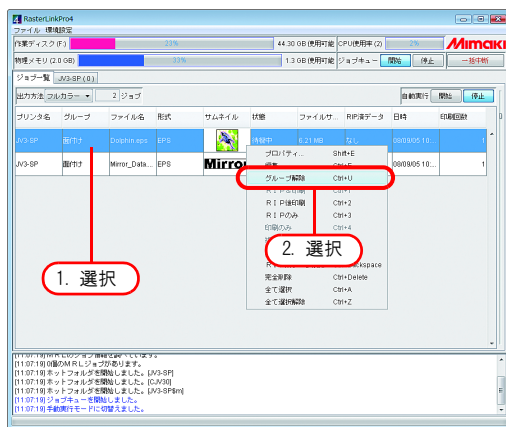 RasterLinkPro4
ファイル 環境設定
作業ディスク(F:) 23% 44.30 GB 使用可能 CPU使用率(2) 2% Mimaki
物理メモリ(2.0 GB) 33% 1.3 GB 使用可能 ジョブキュー 開始 停止 一括中断
ジョブ一覧 JV3-SP (0)
出力方法 フルカラー 2 ジョブ 自動実行 開始 停止
プリンタ名 グループ ファイル名 形式 サムネイル 状態 ファイルサ... RIP済データ 日時 印刷回数
JV3-SP 面付け Dolphin.eps EPS 待機中 6.21 MB なし 08/09/05 10:... 1
JV3-SP 面付け Mirror_Data... EPS Mirro 08/09/05 10:... 1
プロパティ... Shift+E
グループ解除 Ctrl+U
RIP後印刷 Ctrl+2
RIPのみ Ctrl+3
印刷のみ Ctrl+4
完全削除 Ctrl+Delete
全て選択 Ctrl+A
全て選択解除 Ctrl+Z
1. 選択
2. 選択
[11:07:19] 0個のMRLジョブがあります。
[11:07:19] ホットフォルダを開始しました。[JV3-SP]
[11:07:19] ホットフォルダを開始しました。[CJV30]
[11:07:19] ホットフォルダを開始しました。[JV3-SP$m]
[11:07:19] ジョブキューを開始しました。
[11:07:19] 手動実行モードに切替えました。